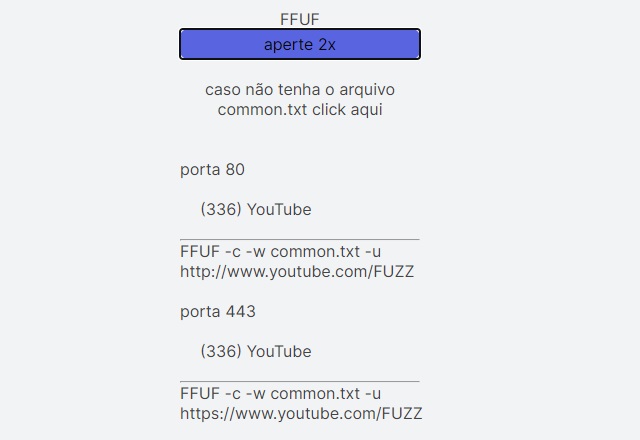 FFUF
aperte 2x
caso não tenha o arquivo
common.txt click aqui
porta 80
(336) YouTube
FFUF -c -w common.txt -u
http://www.youtube.com/FUZZ
porta 443
(336) YouTube
FFUF -c -w common.txt -u
https://www.youtube.com/FUZZ